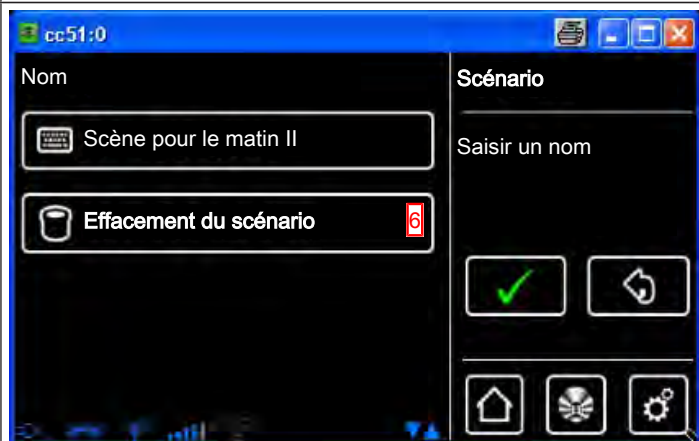 cc51:0
Nom
Scène pour le matin II
Effacement du scénario 6
Scénario
Saisir un nom